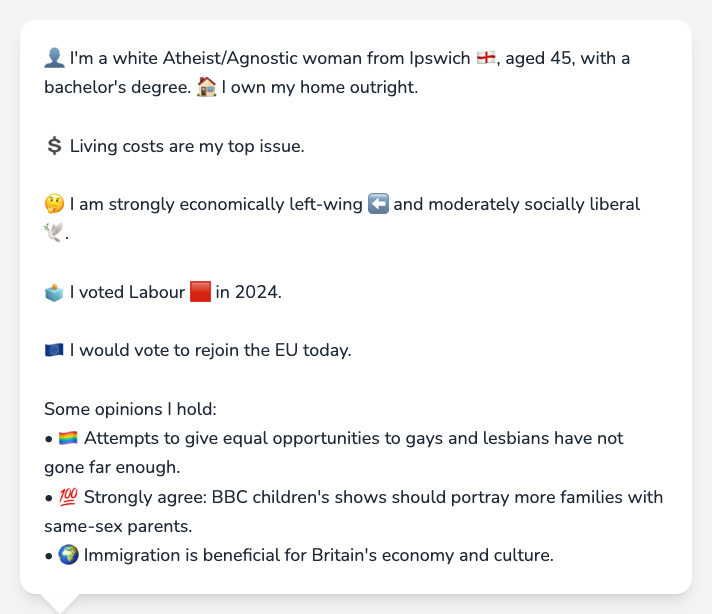 👤 I'm a white Atheist/Agnostic woman from Ipswich 🏴󠁧󠁢󠁥󠁮󠁧󠁿, aged 45, with a
bachelor's degree. 🏠 I own my home outright.
💲 Living costs are my top issue.
🤔 I am strongly economically left-wing ⬅️ and moderately socially liberal
🕊️.
🗳️ I voted Labour 🟥 in 2024.
🇪🇺 I would vote to rejoin the EU today.
Some opinions I hold:
• 🏳️‍🌈 Attempts to give equal opportunities to gays and lesbians have not
gone far enough.
• 💯 Strongly agree: BBC children's shows should portray more families with
same-sex parents.
• 🌍 Immigration is beneficial for Britain's economy and culture.